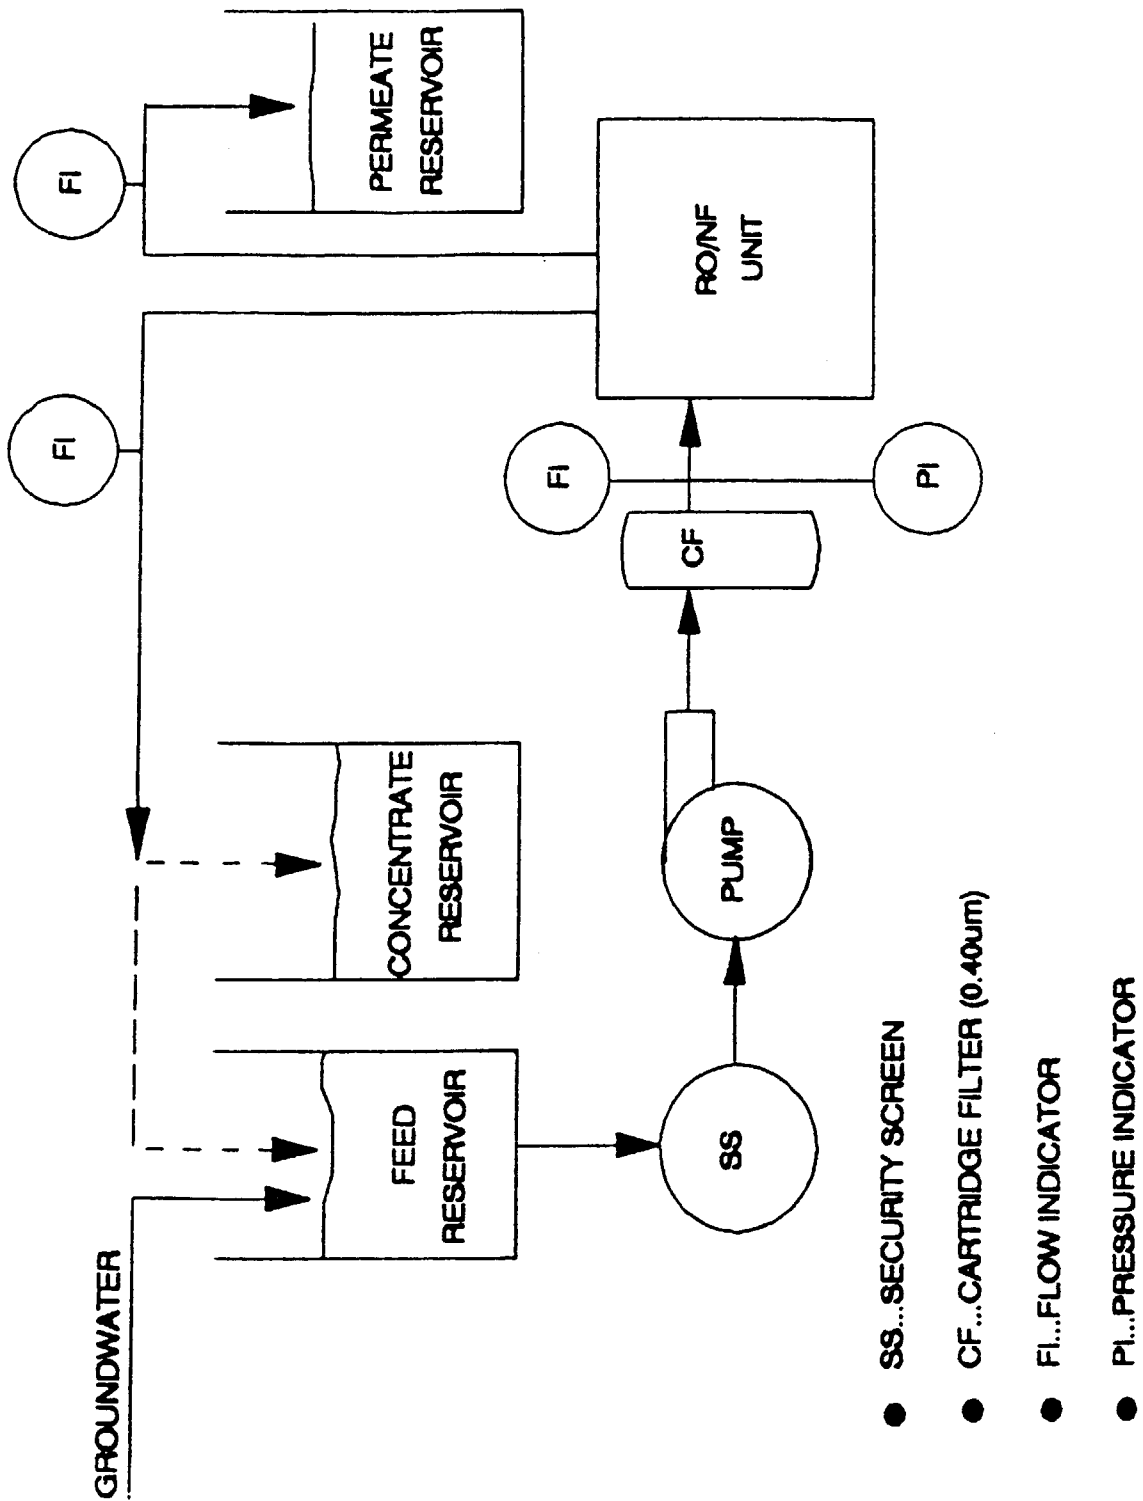 GROUNDWATER
FEED
RESERVOIR
CONCENTRATE
RESERVOIR
FI
FI
PERMEATE
RESERVOIR
SS
PUMP
CF
FI
PI
RO/NF
UNIT
● SS...SECURITY SCREEN
● CF...CARTRIDGE FILTER (0.40um)
● FI...FLOW INDICATOR
● PI...PRESSURE INDICATOR